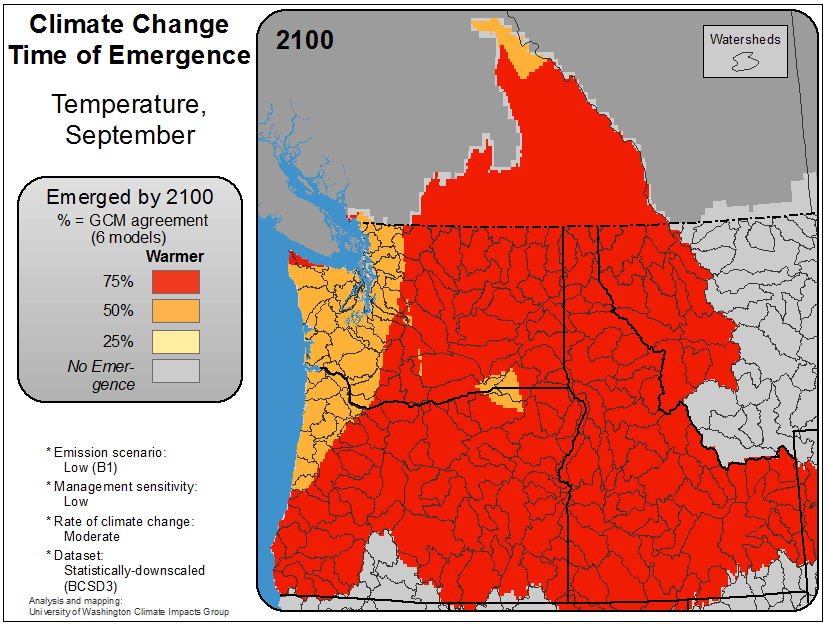 Climate Change
Time of Emergence
Temperature,
September
Emerged by 2100
% = GCM agreement
(6 models)
Warmer
75%
50%
25%
No Emer-
gence
* Emission scenario:
Low (B1)
* Management sensitivity:
Low
* Rate of climate change:
Moderate
* Dataset:
Statistically-downscaled
(BCSD3)
Analysis and mapping:
University of Washington Climate Impacts Group
2100
Watersheds